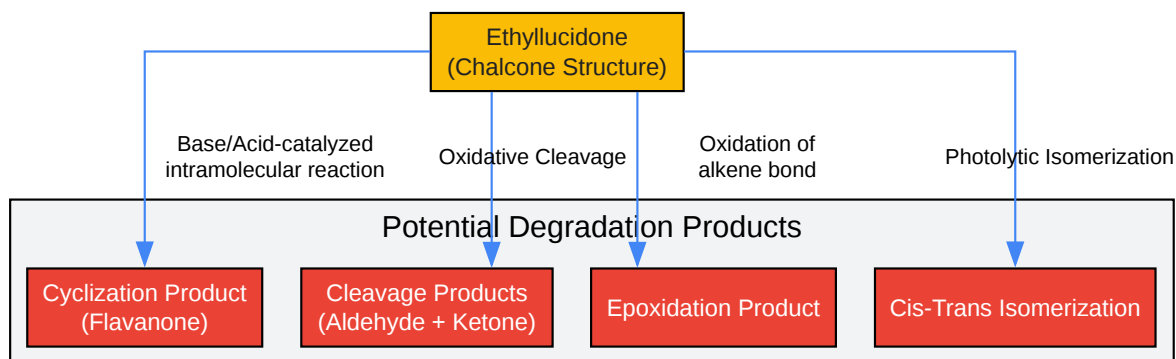 Ethyllucidone
(Chalcone Structure)
Base/Acid-catalyzed
intramolecular reaction
Oxidative Cleavage
Oxidation of
alkene bond
Photolytic Isomerization
Potential Degradation Products
Cyclization Product
(Flavanone)
Cleavage Products
(Aldehyde + Ketone)
Epoxidation Product
Cis-Trans Isomerization